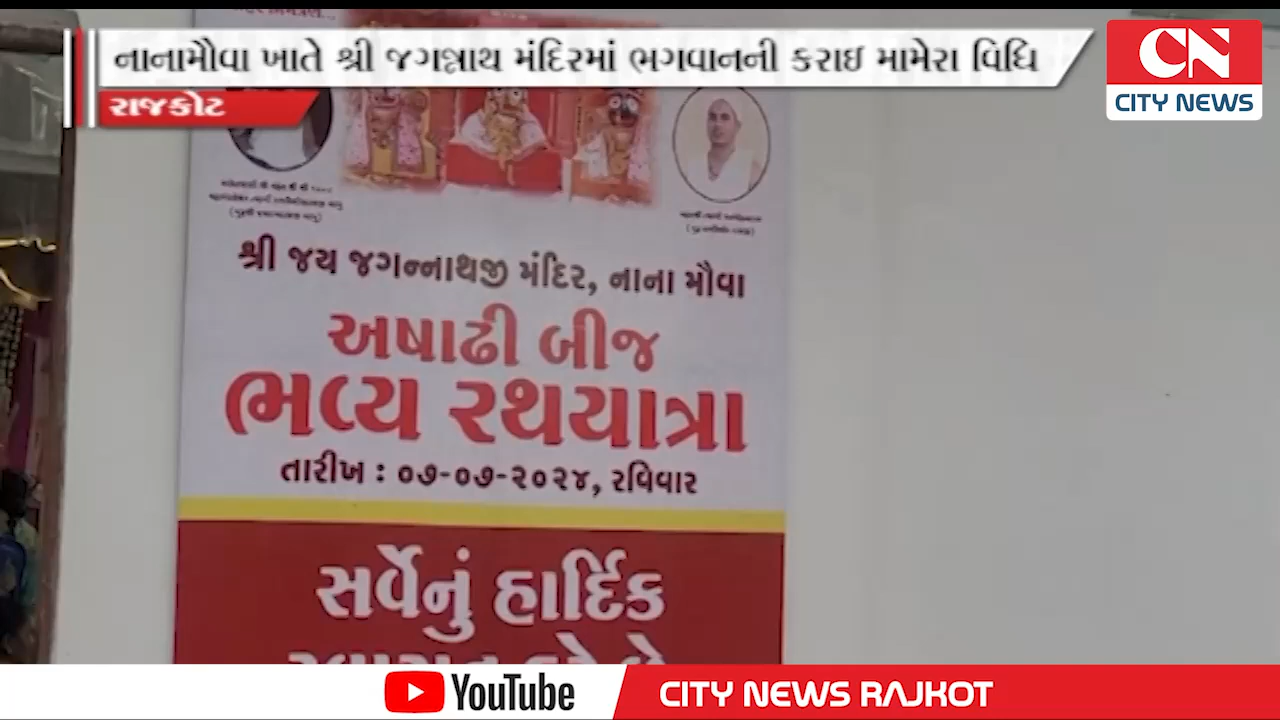 નાનામૌવા ખાતે શ્રી જગન્નાથ મંદિરમાં ભગવાનની કરાઇ મામેરા વિધિ
રાજકોટ
CN
CITY NEWS
શ્રી જય જગન્નાથજી મંદિર, નાના મૌવા
અષાઢી બીજ
ભવ્ય રથયાત્રા
તારીખ : ૦૭-૦૭-૨૦૨૪, રવિવાર
સર્વેનું હાર્દિક
YouTube
CITY NEWS RAJKOT